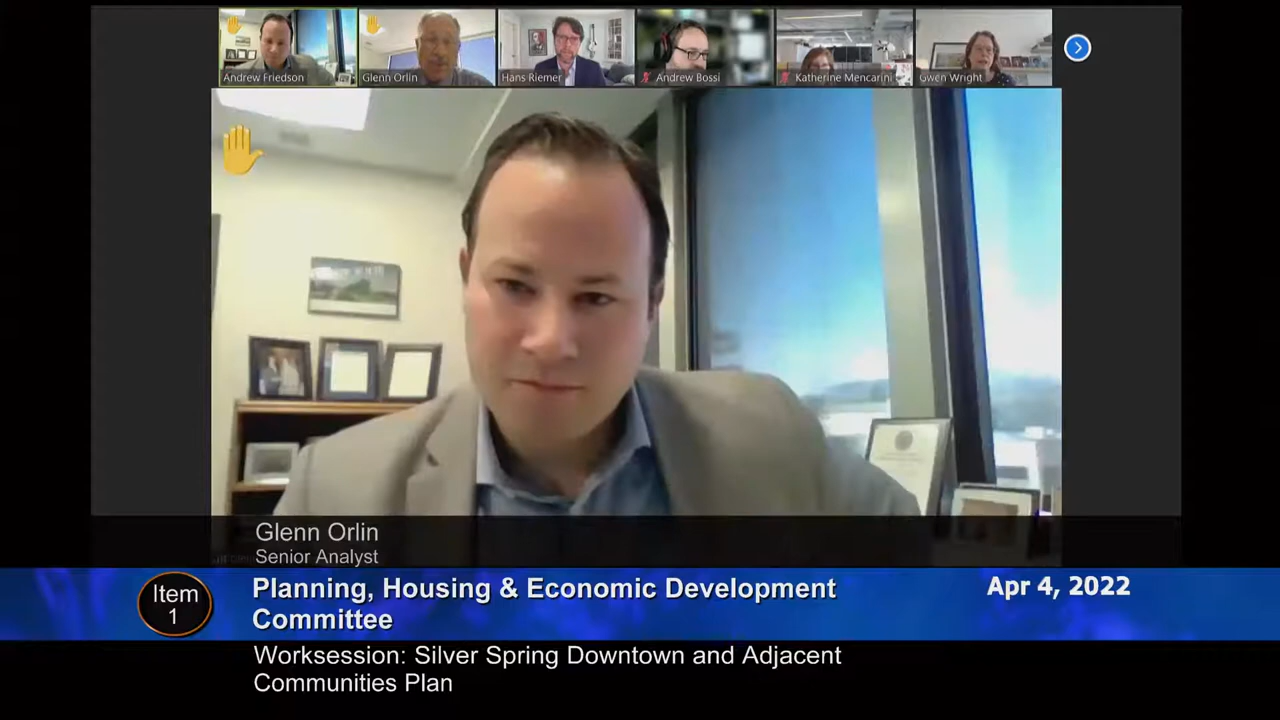 Andrew Friedson
Glenn Orlin
Hans Riemer
Andrew Bossi
Katherine Mencarini
Gwen Wright
Glenn Orlin
Senior Analyst
Item
1
Planning, Housing & Economic Development
Committee
Apr 4, 2022
Worksession: Silver Spring Downtown and Adjacent
Communities Plan